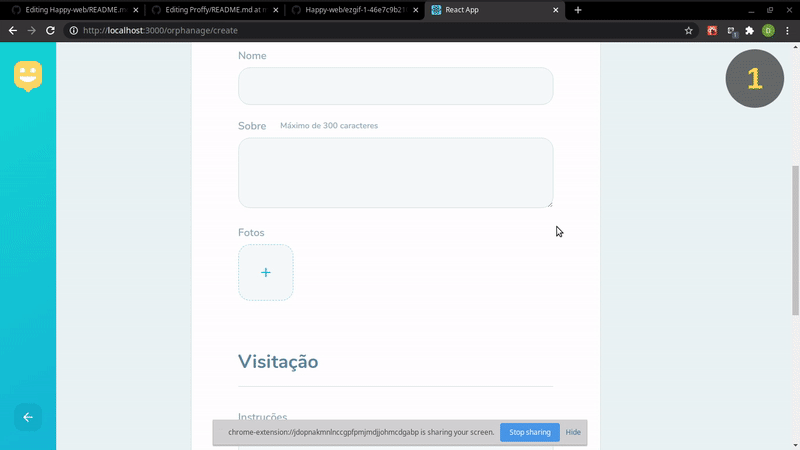 Editing Happy-web/README.m
Editing Proffy/README.md at m
Happy-web/ezgif-1-46e7c9b21
React App
http://localhost:3000/orphanage/create
D
1
Nome
Sobre Máximo de 300 caracteres
Fotos
+
Visitação
Instruções
chrome-extension://jdopnakmnlnccgpfpmjmdjjohmcdgabp is sharing your screen. Stop sharing Hide